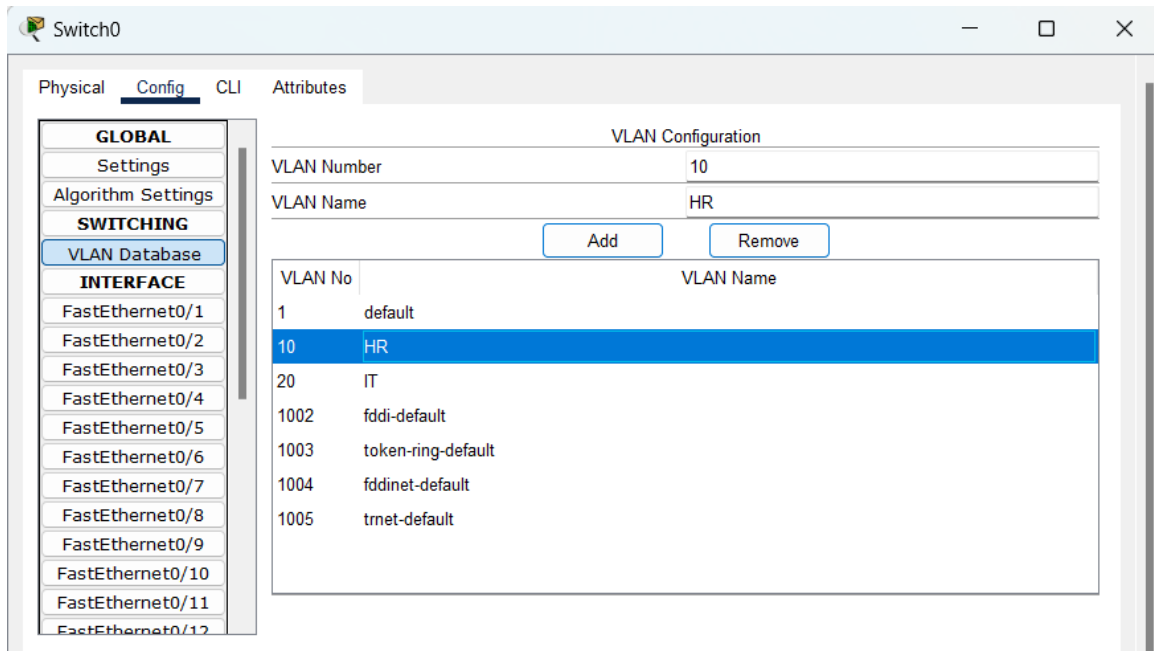 Switch0
Physical Config CLI Attributes
GLOBAL
Settings
Algorithm Settings
SWITCHING
VLAN Database
INTERFACE
FastEthernet0/1
FastEthernet0/2
FastEthernet0/3
FastEthernet0/4
FastEthernet0/5
FastEthernet0/6
FastEthernet0/7
FastEthernet0/8
FastEthernet0/9
FastEthernet0/10
FastEthernet0/11
FastEthernet0/12
VLAN Configuration
VLAN Number 10
VLAN Name HR
Add Remove
VLAN No VLAN Name
1 default
10 HR
20 IT
1002 fddi-default
1003 token-ring-default
1004 fddinet-default
1005 trnet-default